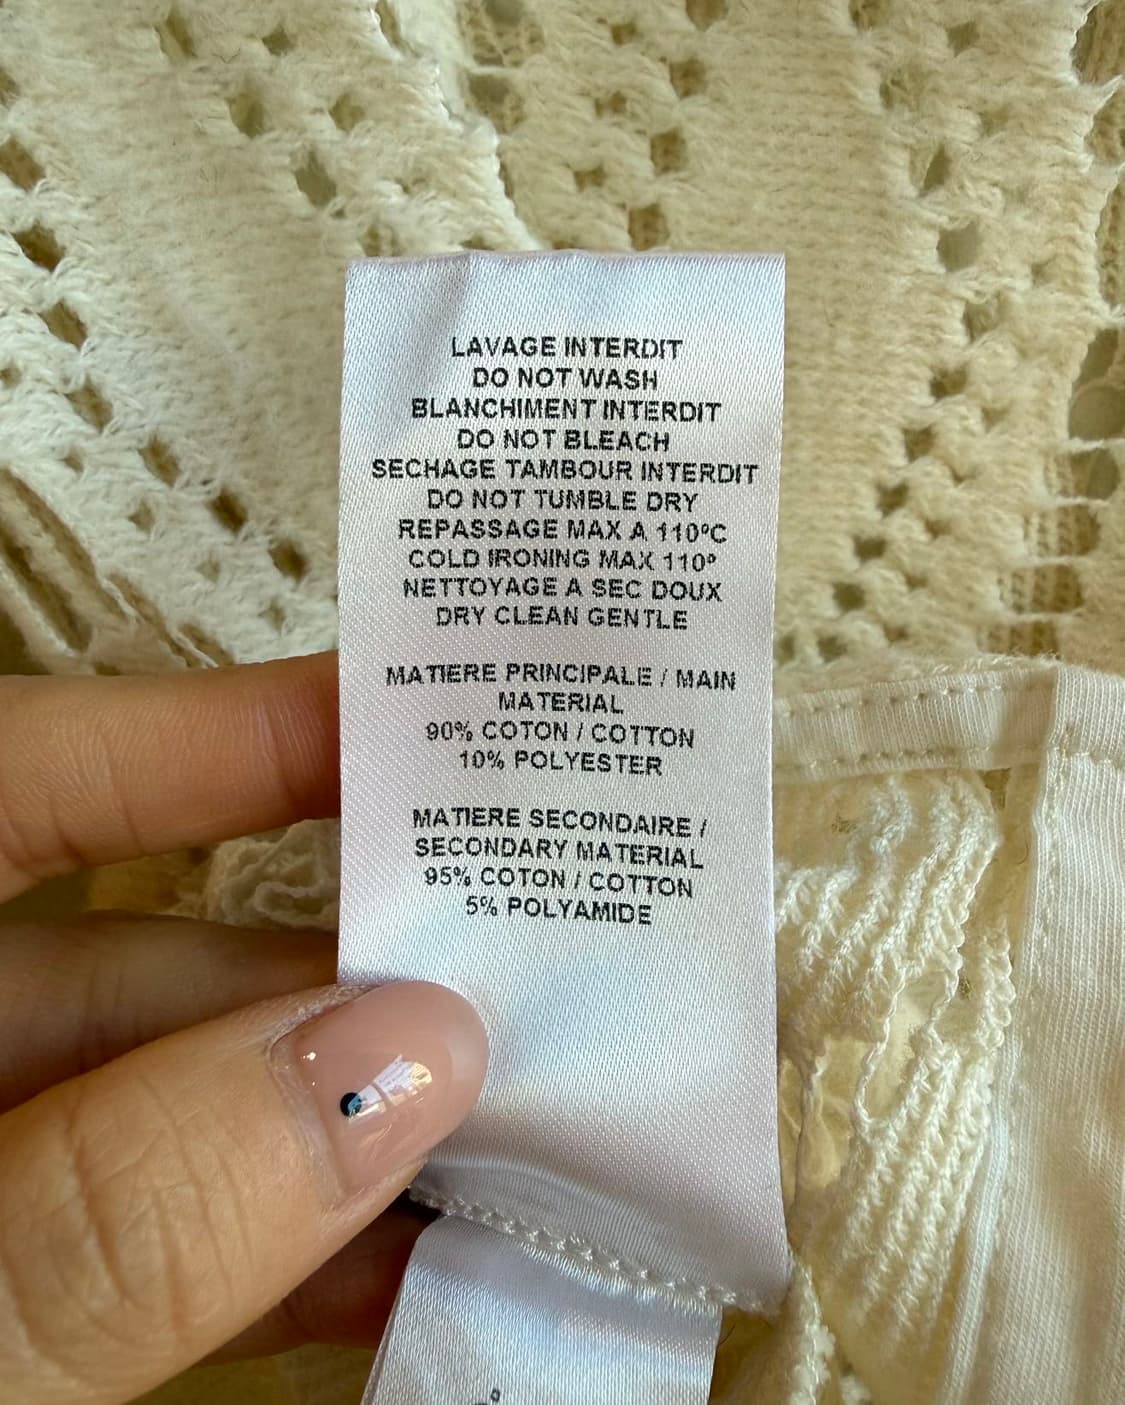 LAVAGE INTERDIT
DO NOT WASH
BLANCHIMENT INTERDIT
DO NOT BLEACH
SECHAGE TAMBOUR INTERDIT
DO NOT TUMBLE DRY
REPASSAGE MAX A 110°C
COLD IRONING MAX 110°
NETTOYAGE A SEC DOUX
DRY CLEAN GENTLE
MATIERE PRINCIPALE / MAIN
MATERIAL
90% COTON / COTTON
10% POLYESTER
MATIERE SECONDAIRE /
SECONDARY MATERIAL
95% COTON / COTTON
5% POLYAMIDE